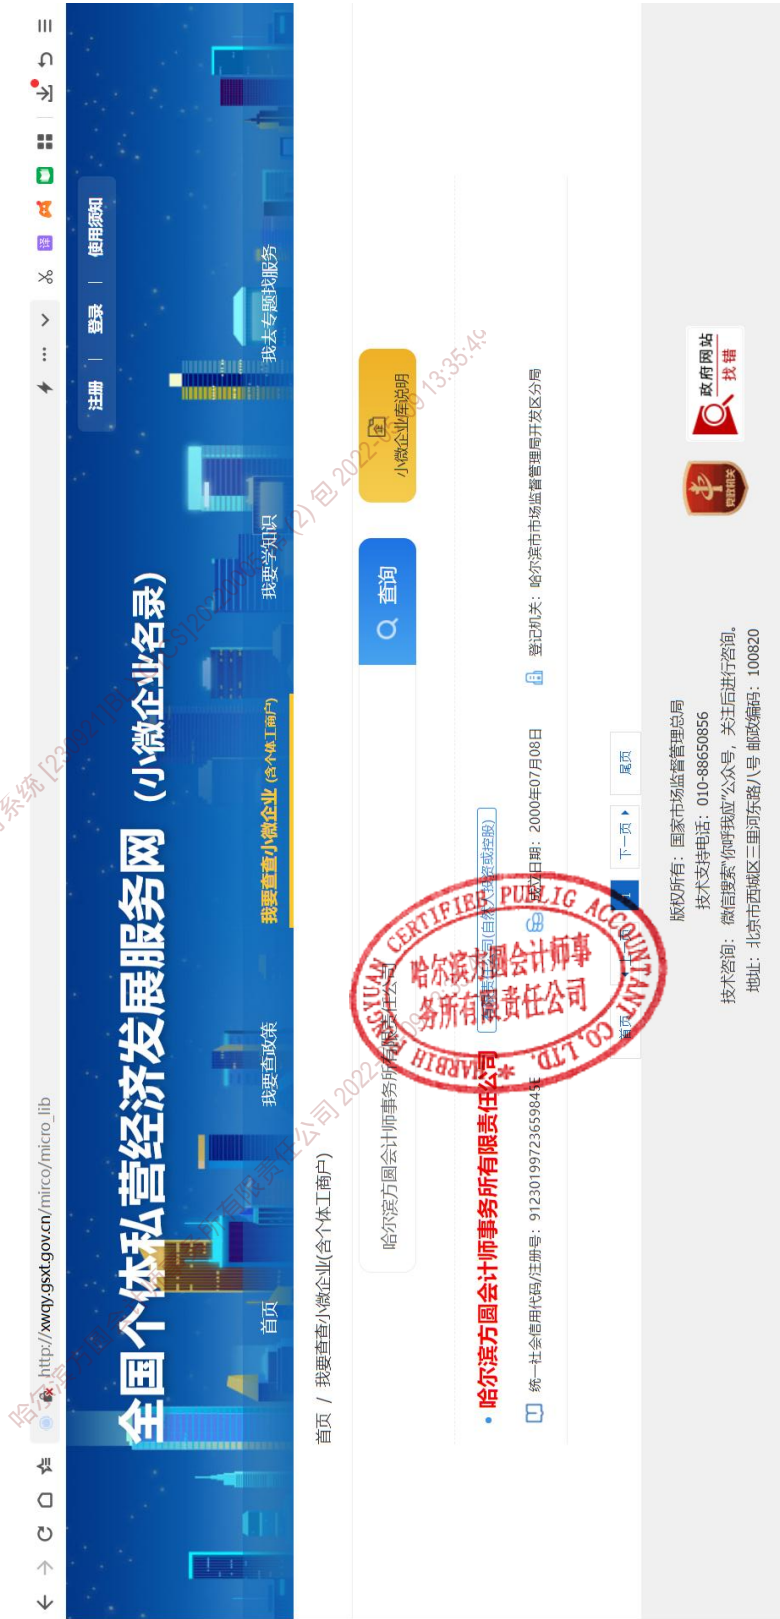 http://xwqy.gsxt.gov.cn/mirco/micro_lib
译
注册 | 登录 | 使用须知
全国个体私营经济发展服务网 (小微企业名录)
首页 我要查政策 我要查查小微企业 (含个体工商户) 我要学知识 我去专题找服务
首页 / 我要查查小微企业(含个体工商户)
哈尔滨方圆会计师事务所有限责任公司 查询 小微企业库说明
哈尔滨方圆会计师事务所有限责任公司 有限责任公司(自然人投资或控股)
统一社会信用代码/注册号: 91230199723659845E 成立日期: 2000年07月08日 登记机关: 哈尔滨市市场监督管理局开发区分局
首页 上一页 1 下一页 尾页
HARBIN FANGYUAN CERTIFIED PUBLIC ACCOUNTANT CO.,LTD.
哈尔滨方圆会计师事
务所有限责任公司
版权所有: 国家市场监督管理总局
技术支持电话: 010-88650856
技术咨询: 微信搜索“你呼我应”公众号, 关注后进行咨询。
地址: 北京市西城区三里河东路八号 邮政编码: 100820
党政机关
政府网站
找错